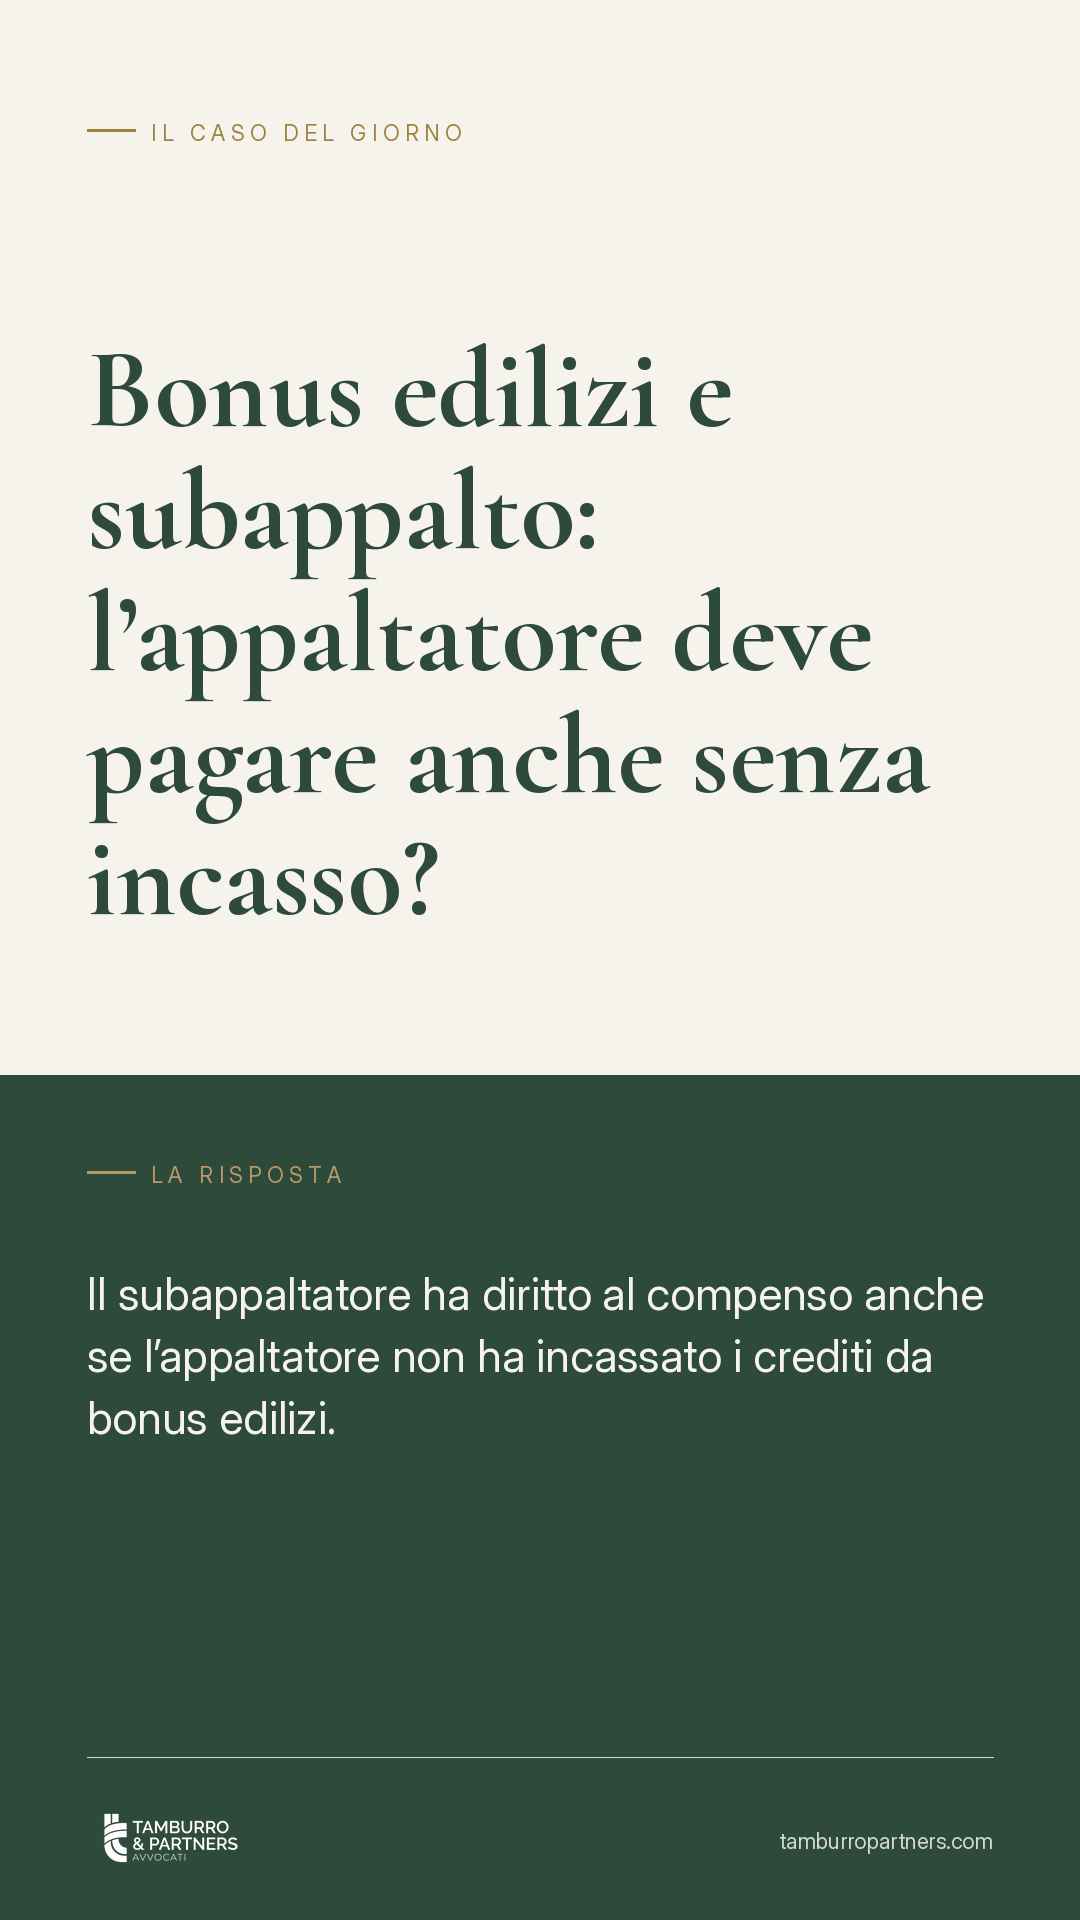 IL CASO DEL GIORNO
Bonus edilizi e
subappalto:
l’appaltatore deve
pagare anche senza
incasso?
LA RISPOSTA
Il subappaltatore ha diritto al compenso anche
se l’appaltatore non ha incassato i crediti da
bonus edilizi.
TAMBURRO
& PARTNERS
AVVOCATI
tamburropartners.com